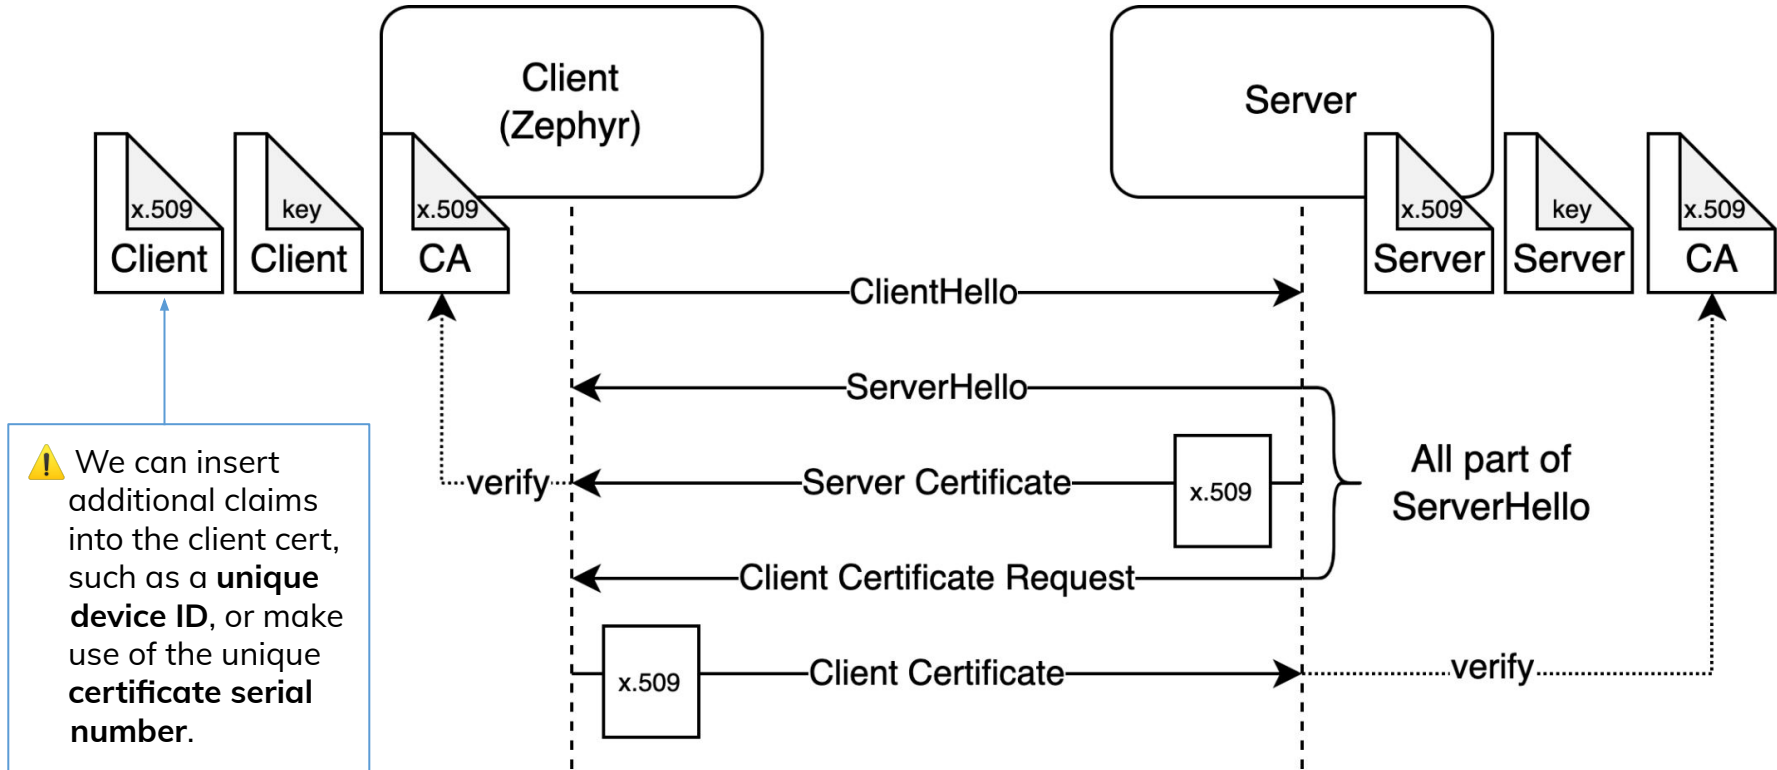 Client
(Zephyr)
Server
x.509
Client
key
Client
x.509
CA
x.509
Server
key
Server
x.509
CA
ClientHello
ServerHello
verify
Server Certificate
x.509
All part of
ServerHello
Client Certificate Request
x.509
Client Certificate
verify
⚠️ We can insert
additional claims
into the client cert,
such as a unique
device ID, or make
use of the unique
certificate serial
number.